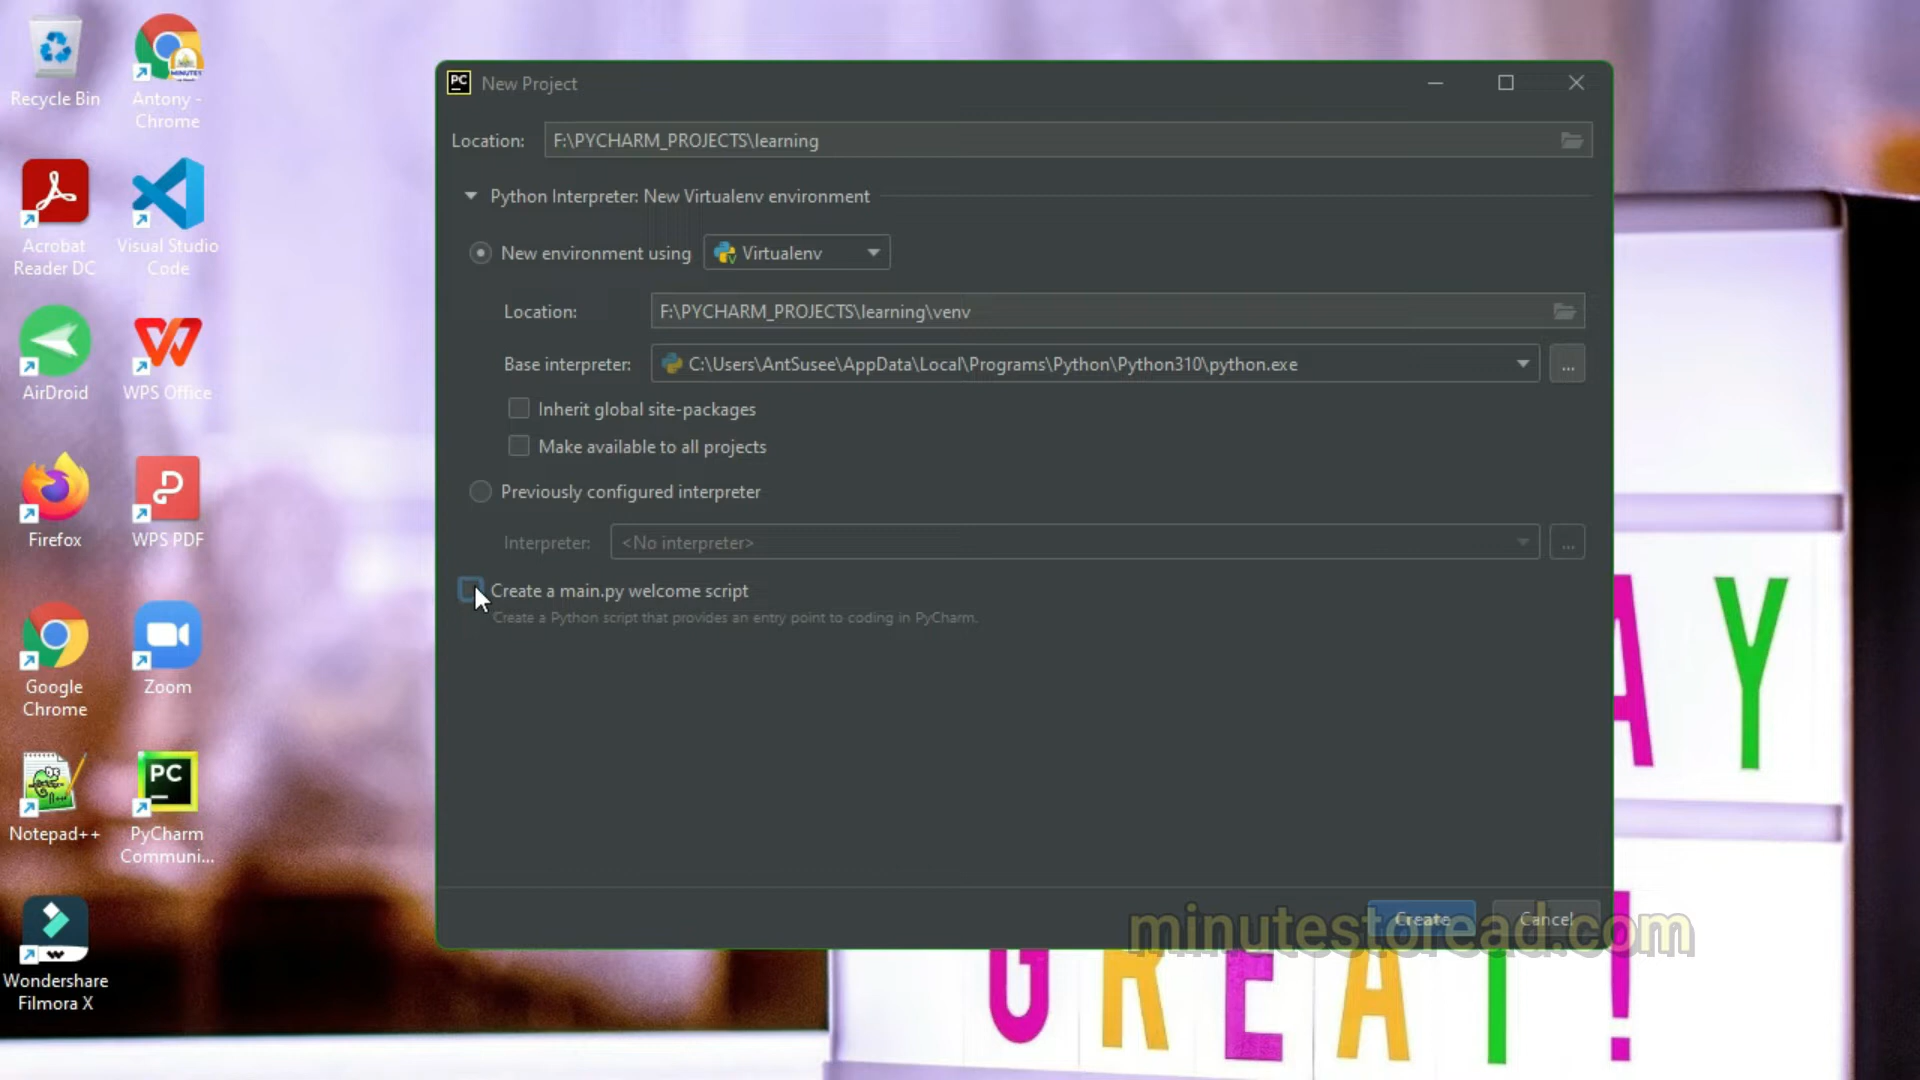 Recycle Bin
Antony -
Chrome
MINUTES
Acrobat
Reader DC
Visual Studio
Code
AirDroid
WPS Office
Firefox
WPS PDF
Google
Chrome
Zoom
Notepad++
PC
PyCharm
Communi...
Wondershare
Filmora X
PC
New Project
Location:
F:\PYCHARM_PROJECTS\learning
Python Interpreter: New Virtualenv environment
New environment using
Virtualenv
Location:
F:\PYCHARM_PROJECTS\learning\venv
Base interpreter:
C:\Users\AntSusee\AppData\Local\Programs\Python\Python310\python.exe
...
Inherit global site-packages
Make available to all projects
Previously configured interpreter
Interpreter:
<No interpreter>
...
Create a main.py welcome script
Create a Python script that provides an entry point to coding in PyCharm.
Create
Cancel
minutestoread.com
AY
GREAT!